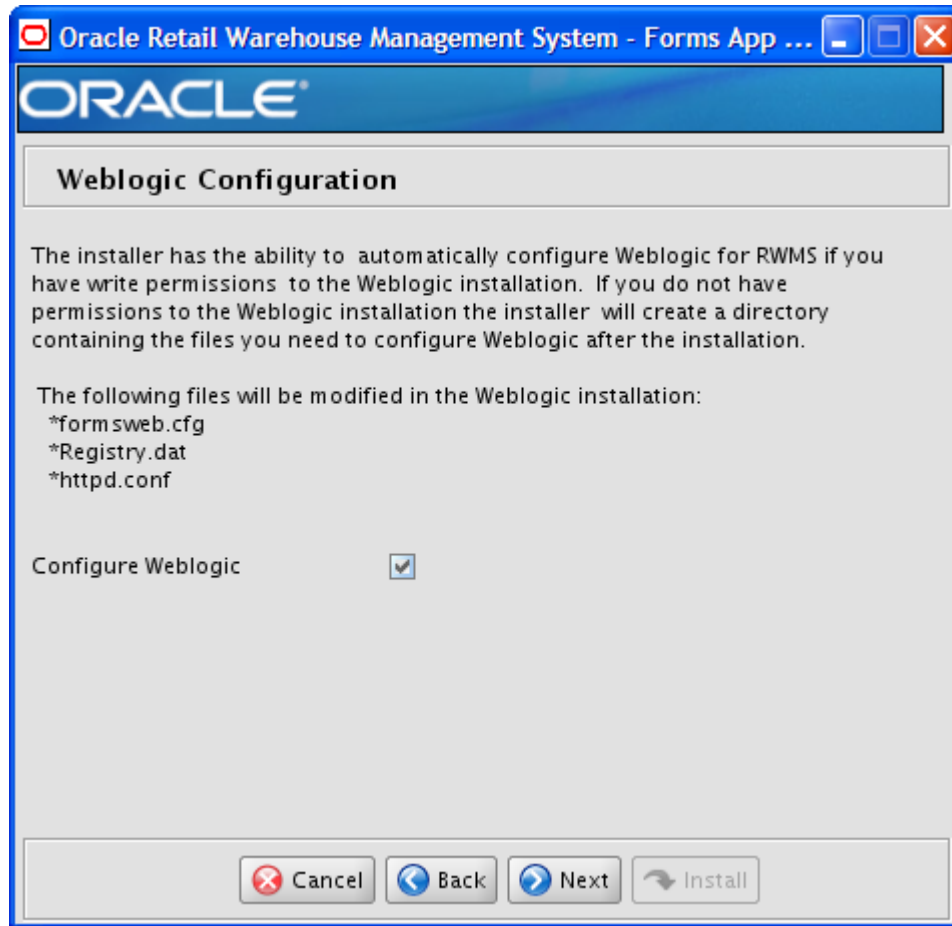 Oracle Retail Warehouse Management System - Forms App ...
ORACLE
Weblogic Configuration
The installer has the ability to automatically configure Weblogic for RWMS if you
have write permissions to the Weblogic installation. If you do not have
permissions to the Weblogic installation the installer will create a directory
containing the files you need to configure Weblogic after the installation.
The following files will be modified in the Weblogic installation:
*formsweb.cfg
*Registry.dat
*httpd.conf
Configure Weblogic
Cancel Back Next Install